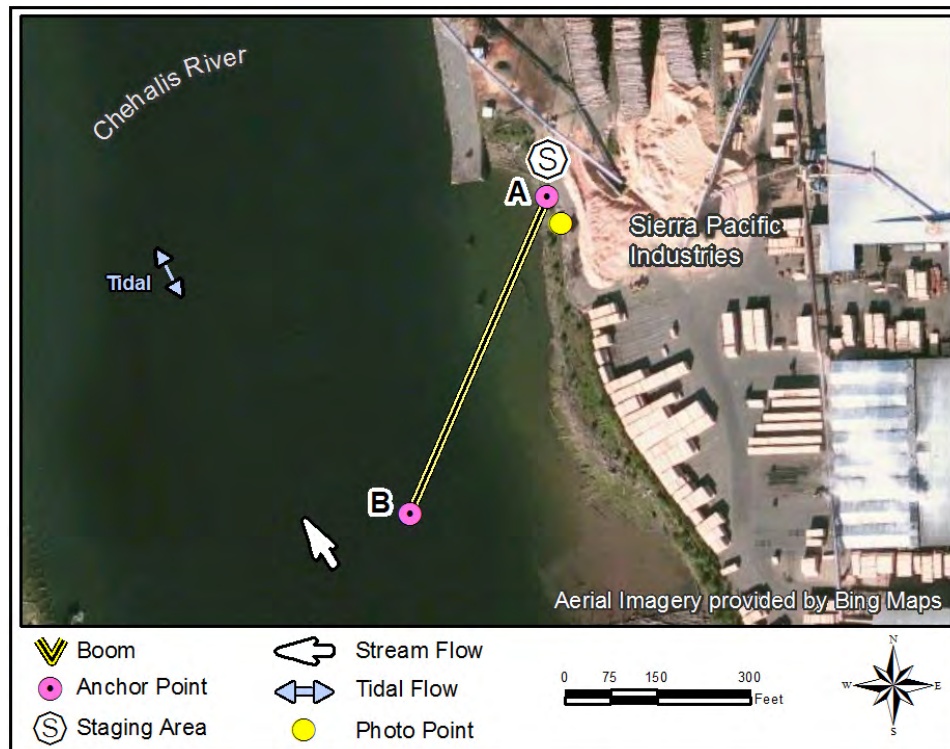 Chehalis River
S
A
Sierra Pacific
Industries
Tidal
B
Aerial Imagery provided by Bing Maps
Boom
Stream Flow
Anchor Point
Tidal Flow
S Staging Area
Photo Point
0 75 150 300
Feet
N
W E
S